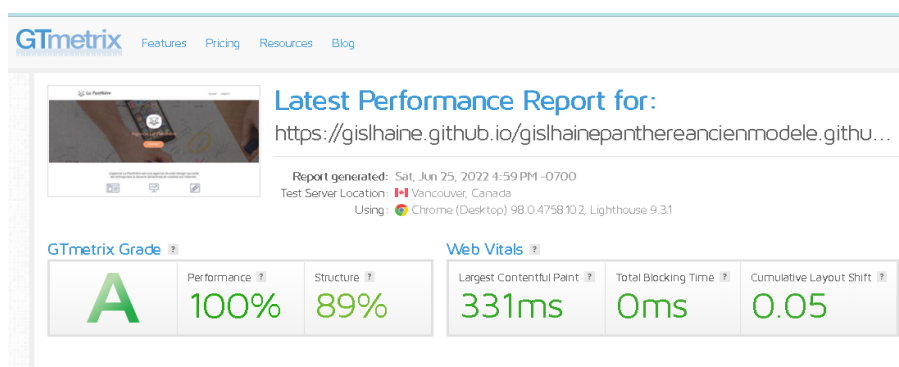 GTmetrix Features Pricing Resources Blog
La Panthère
Latest Performance Report for:
https://gislhaine.github.io/gislhainepanthereancienmodele.githu...
Report generated: Sat, Jun 25, 2022 4:59 PM -0700
Test Server Location: Vancouver, Canada
Using: Chrome (Desktop) 98.0.4758.102, Lighthouse 9.3.1
GTmetrix Grade ?
Web Vitals ?
A
Performance ?
100%
Structure ?
89%
Largest Contentful Paint ?
331ms
Total Blocking Time ?
0ms
Cumulative Layout Shift ?
0.05